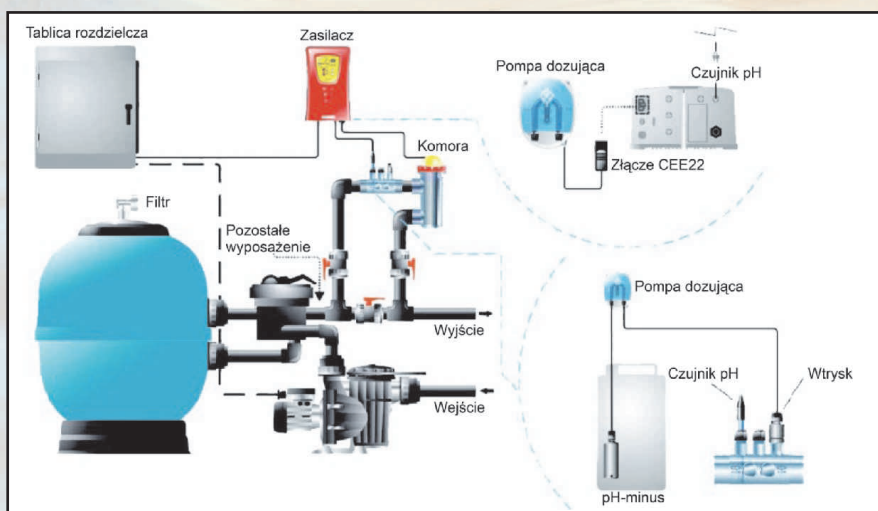 Tablica rozdzielcza
Zasilacz
Komora
Filtr
Pozostałe
wyposażenie
Wyjście
Wejście
Pompa dozująca
Czujnik pH
Złącze CEE22
Pompa dozująca
Czujnik pH
Wtrysk
pH-minus